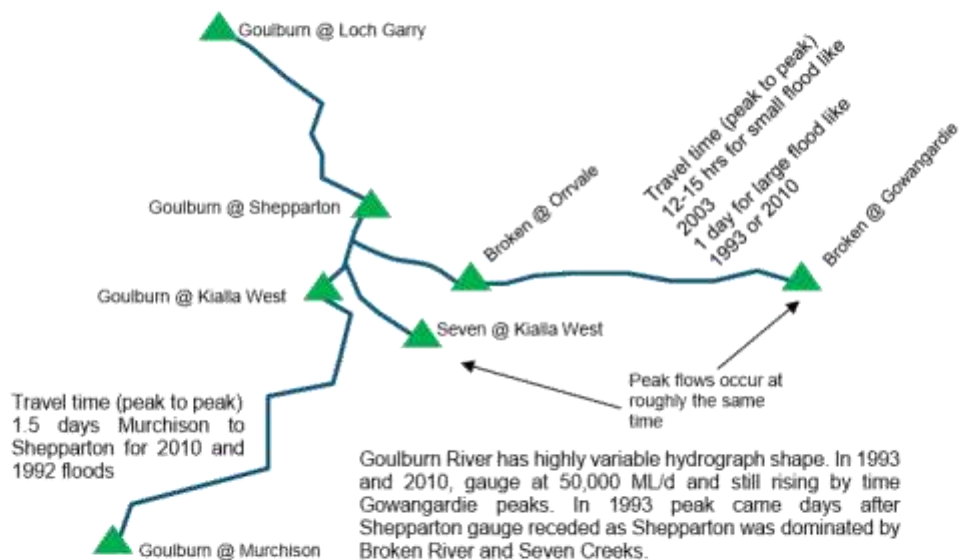 Goulburn @ Loch Garry
Travel time (peak to peak)
12-15 hrs for small flood like
2003
1 day for large flood like
1993 or 2010
Broken @ Gowangardie
Broken @ Orrvale
Goulburn @ Shepparton
Goulburn @ Kialla West
Seven @ Kialla West
Peak flows occur at
roughly the same
time
Travel time (peak to peak)
1.5 days Murchison to
Shepparton for 2010 and
1992 floods
Goulburn River has highly variable hydrograph shape. In 1993
and 2010, gauge at 50,000 ML/d and still rising by time
Gowangardie peaks. In 1993 peak came days after
Shepparton gauge receded as Shepparton was dominated by
Broken River and Seven Creeks.
Goulburn @ Murchison